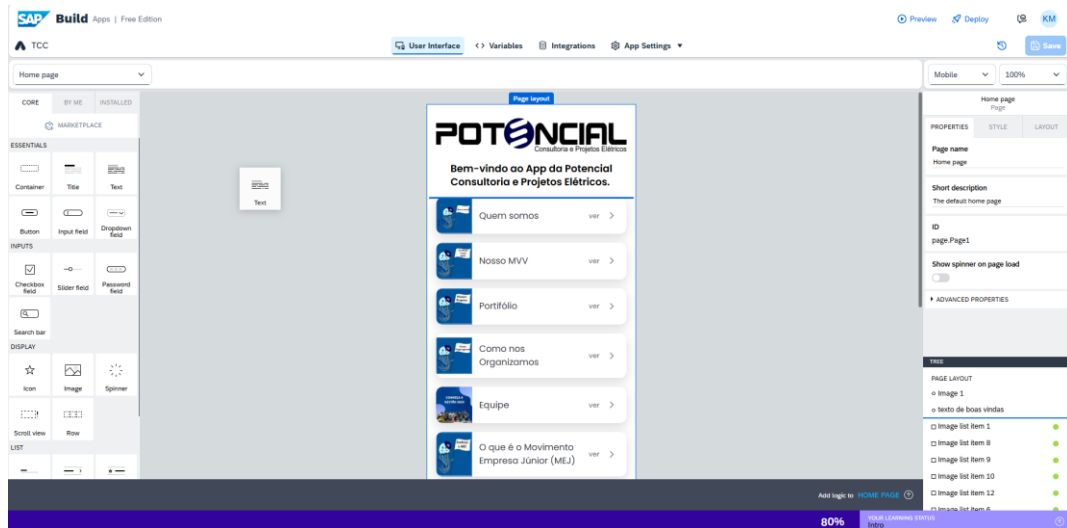 SAP Build Apps | Free Edition
Preview
Deploy
KM
TCC
User Interface
<> Variables
Integrations
App Settings
Save
Home page
Mobile
100%
CORE
BY ME
INSTALLED
MARKETPLACE
ESSENTIALS
Container
Title
Text
Button
Input field
Dropdown field
INPUTS
Checkbox field
Slider field
Password field
Search bar
DISPLAY
Icon
Image
Spinner
Scroll view
Row
LIST
Text
Page layout
POTENCIAL
Consultoria e Projetos Elétricos
Bem-vindo ao App da Potencial
Consultoria e Projetos Elétricos.
Quem somos
ver
Nosso MVV
ver
Portifólio
ver
Como nos
Organizamos
ver
Equipe
ver
O que é o Movimento
Empresa Júnior (MEJ)
ver
Home page
Page
PROPERTIES
STYLE
LAYOUT
Page name
Home page
Short description
The default home page
ID
page.Page1
Show spinner on page load
ADVANCED PROPERTIES
TREE
PAGE LAYOUT
Image 1
texto de boas vindas
Image list item 1
Image list item 8
Image list item 9
Image list item 10
Image list item 12
Image list item 6
Add logic to HOME PAGE
80%
YOUR LEARNING STATUS
Intro